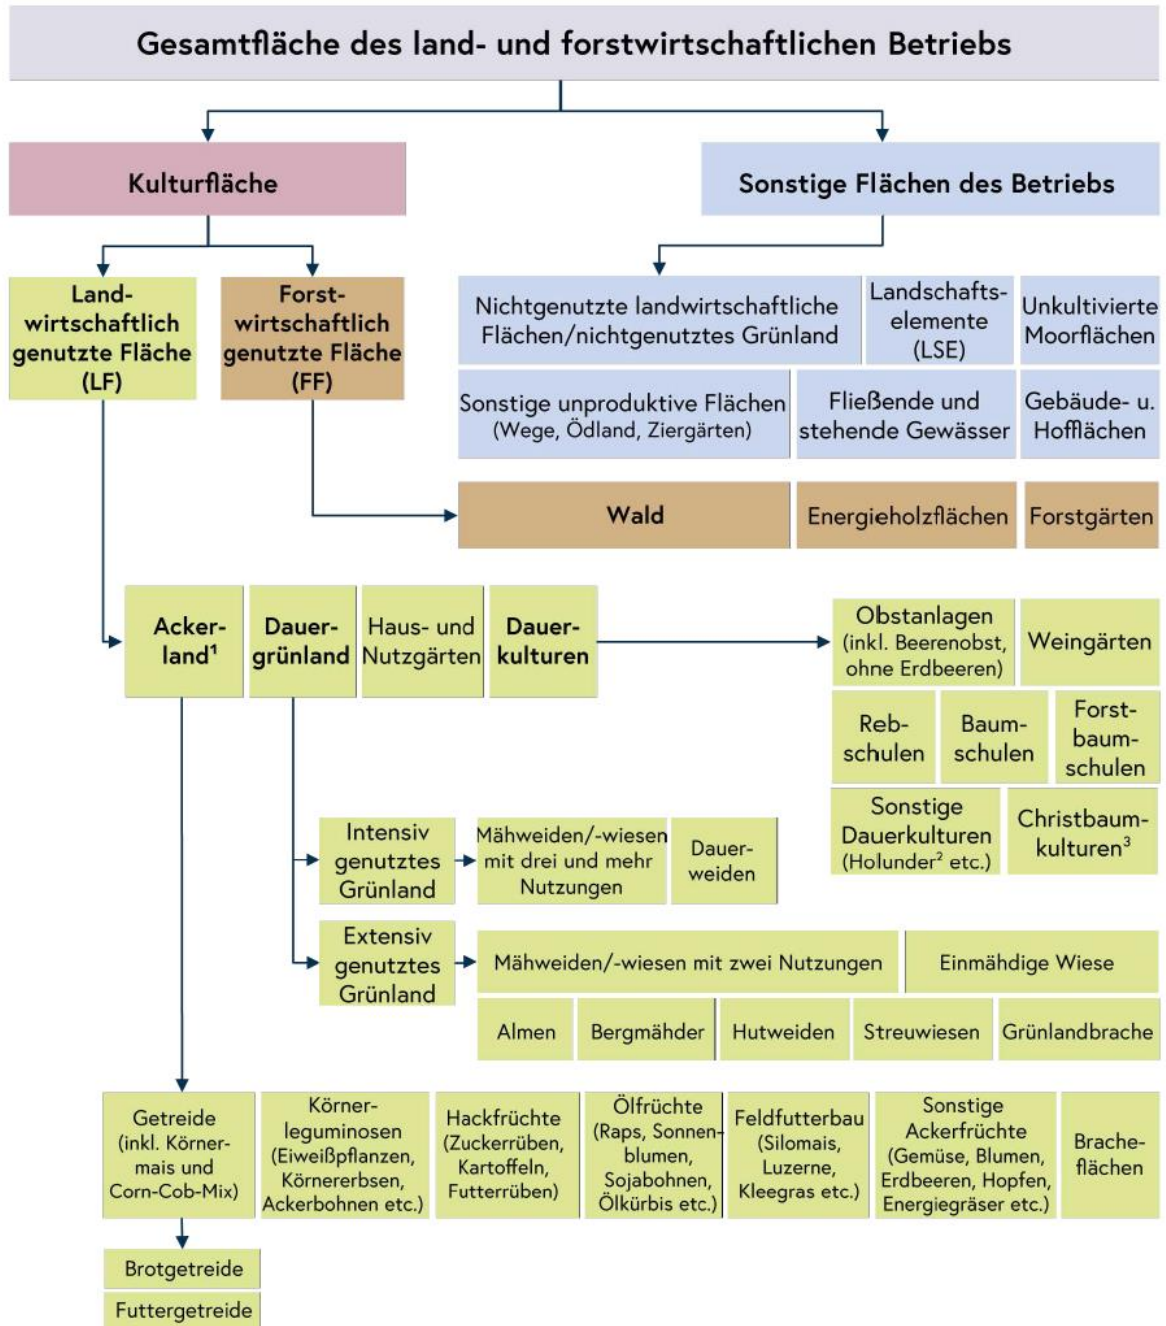 Gesamtfläche des land- und forstwirtschaftlichen Betriebs
Kulturfläche
Sonstige Flächen des Betriebs
Land-
wirtschaftlich
genutzte Fläche
(LF)
Forst-
wirtschaftlich
genutzte Fläche
(FF)
Nichtgenutzte landwirtschaftliche
Flächen/nichtgenutztes Grünland
Landschafts-
elemente
(LSE)
Unkultivierte
Moorflächen
Sonstige unproduktive Flächen
(Wege, Ödland, Ziergärten)
Fließende und
stehende Gewässer
Gebäude- u.
Hofflächen
Wald
Energieholzflächen
Forstgärten
Acker-
land¹
Dauer-
grünland
Haus- und
Nutzgärten
Dauer-
kulturen
Obstanlagen
(inkl. Beerenobst,
ohne Erdbeeren)
Weingärten
Reb-
schulen
Baum-
schulen
Forst-
baum-
schulen
Sonstige
Dauerkulturen
(Holunder² etc.)
Christbaum-
kulturen³
Intensiv
genutztes
Grünland
Mähweiden/-wiesen
mit drei und mehr
Nutzungen
Dauer-
weiden
Extensiv
genutztes
Grünland
Mähweiden/-wiesen mit zwei Nutzungen
Einmähdige Wiese
Almen
Bergmähder
Hutweiden
Streuwiesen
Grünlandbrache
Getreide
(inkl. Körner-
mais und
Corn-Cob-Mix)
Körner-
leguminosen
(Eiweißpflanzen,
Körnererbsen,
Ackerbohnen etc.)
Hackfrüchte
(Zuckerrüben,
Kartoffeln,
Futterrüben)
Ölfrüchte
(Raps, Sonnen-
blumen,
Sojabohnen,
Ölkürbis etc.)
Feldfutterbau
(Silomais,
Luzerne,
Kleegras etc.)
Sonstige
Ackerfrüchte
(Gemüse, Blumen,
Erdbeeren, Hopfen,
Energiegräser etc.)
Brache-
flächen
Brotgetreide
Futtergetreide